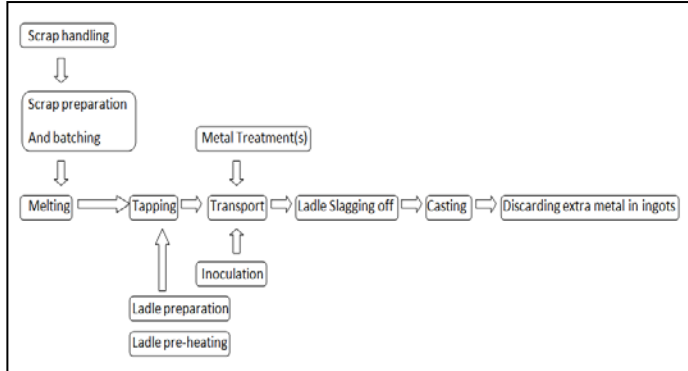 Scrap handling
Scrap preparation
And batching
Metal Treatment(s)
Melting
Tapping
Transport
Ladle Slagging off
Casting
Discarding extra metal in ingots
Inoculation
Ladle preparation
Ladle pre-heating